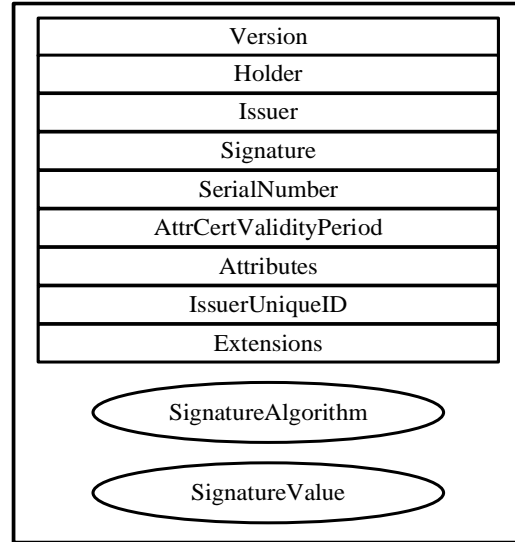 Version
Holder
Issuer
Signature
SerialNumber
AttrCertValidityPeriod
Attributes
IssuerUniqueID
Extensions
SignatureAlgorithm
SignatureValue